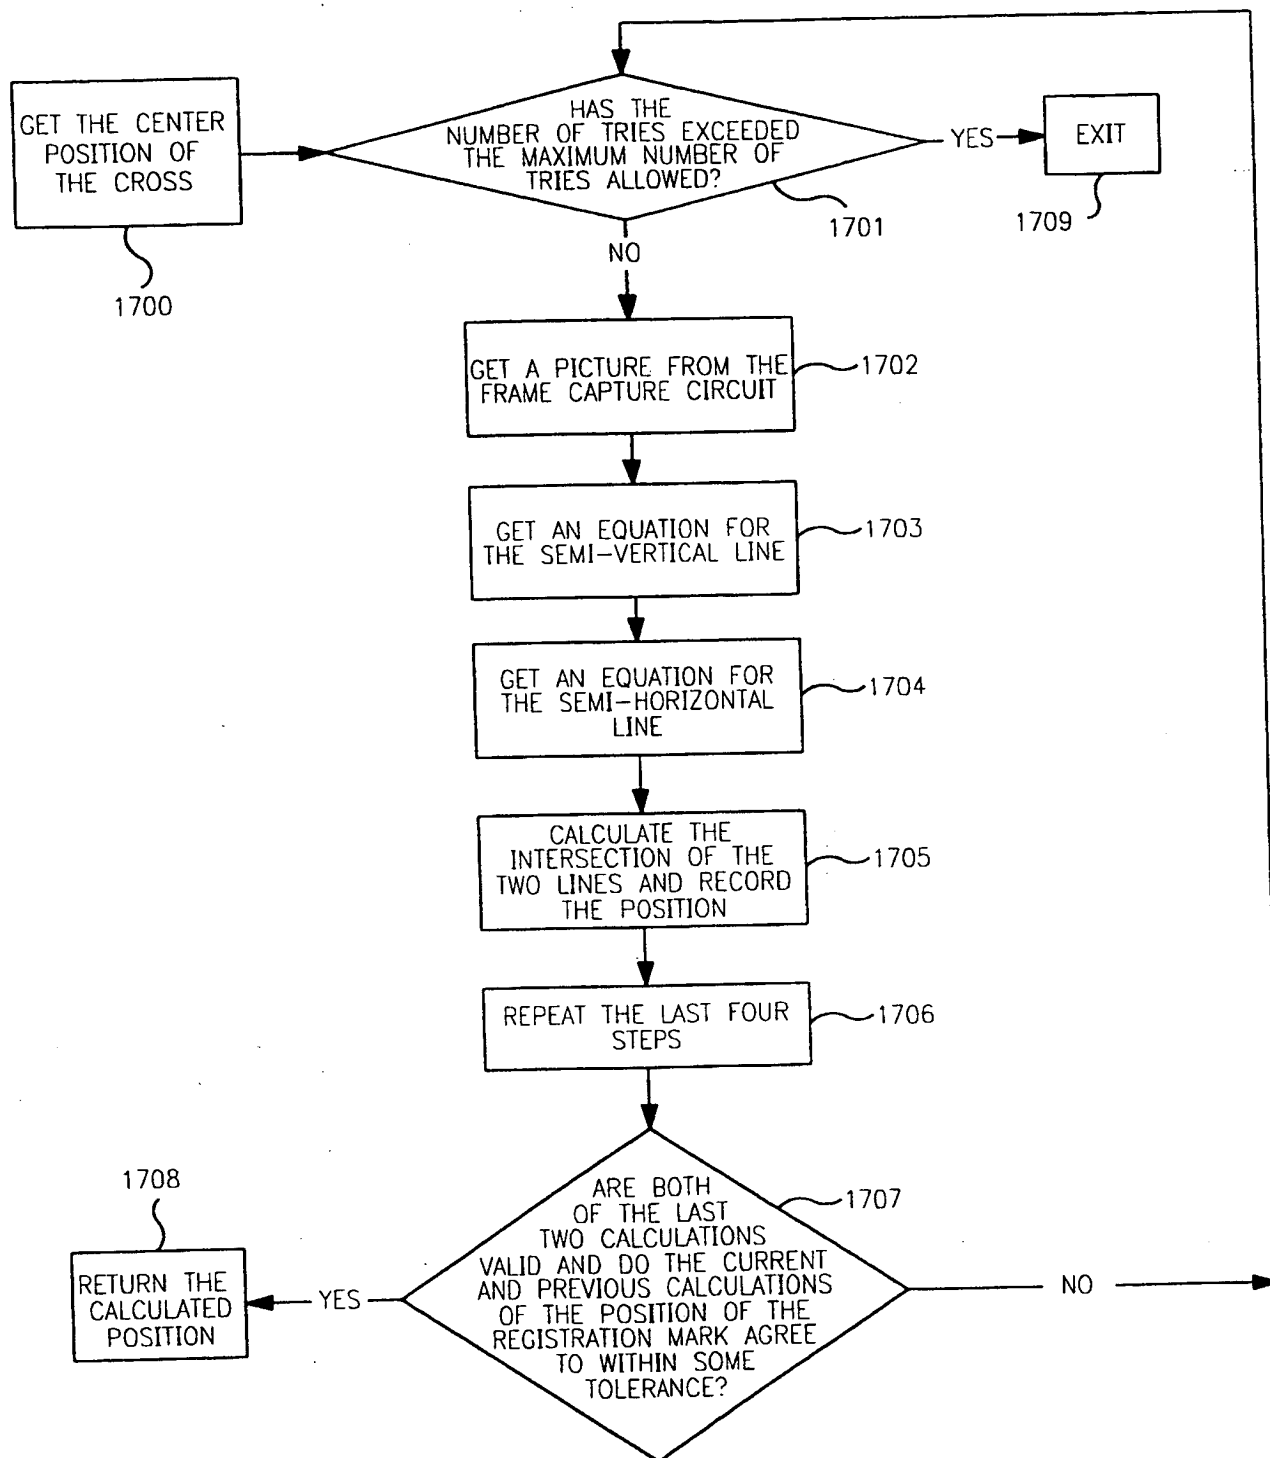 GET THE CENTER
POSITION OF
THE CROSS
1700
HAS THE
NUMBER OF TRIES EXCEEDED
THE MAXIMUM NUMBER OF
TRIES ALLOWED?
1701
YES
EXIT
1709
NO
GET A PICTURE FROM THE
FRAME CAPTURE CIRCUIT
1702
GET AN EQUATION FOR
THE SEMI-VERTICAL LINE
1703
GET AN EQUATION FOR
THE SEMI-HORIZONTAL
LINE
1704
CALCULATE THE
INTERSECTION OF THE
TWO LINES AND RECORD
THE POSITION
1705
REPEAT THE LAST FOUR
STEPS
1706
ARE BOTH
OF THE LAST
TWO CALCULATIONS
VALID AND DO THE CURRENT
AND PREVIOUS CALCULATIONS
OF THE POSITION OF THE
REGISTRATION MARK AGREE
TO WITHIN SOME
TOLERANCE?
1707
NO
YES
1708
RETURN THE
CALCULATED
POSITION